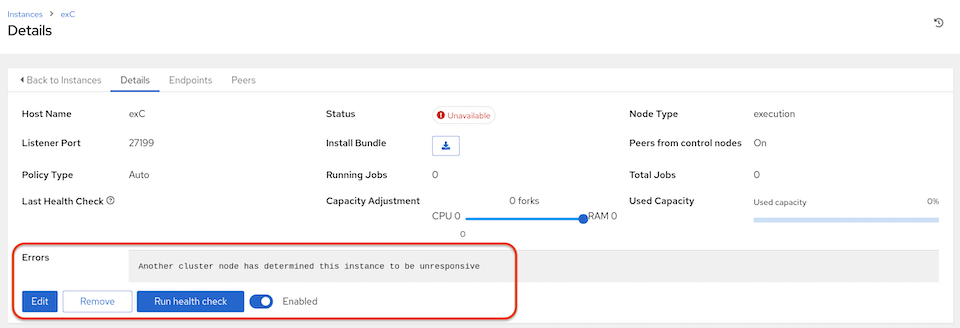 Instances > exC
Details
Back to Instances Details Endpoints Peers
Host Name exC Status Unavailable Node Type execution
Listener Port 27199 Install Bundle Peers from control nodes On
Policy Type Auto Running Jobs 0 Total Jobs 0
Last Health Check Capacity Adjustment 0 forks Used Capacity Used capacity 0%
CPU 0 RAM 0
0
Errors Another cluster node has determined this instance to be unresponsive
Edit Remove Run health check Enabled